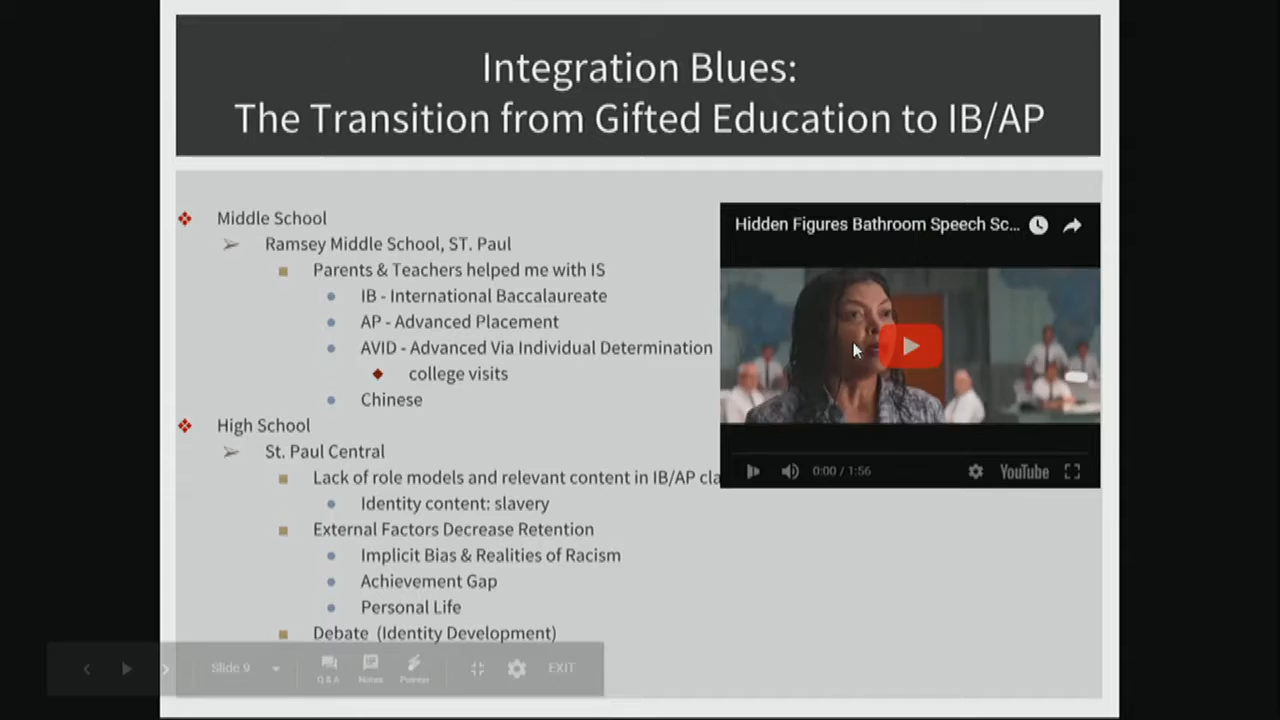 Integration Blues:
The Transition from Gifted Education to IB/AP
Middle School
Ramsey Middle School, ST. Paul
Parents & Teachers helped me with IS
IB - International Baccalaureate
AP - Advanced Placement
AVID - Advanced Via Individual Determination
college visits
Chinese
High School
St. Paul Central
Lack of role models and relevant content in IB/AP cla
Identity content: slavery
External Factors Decrease Retention
Implicit Bias & Realities of Racism
Achievement Gap
Personal Life
Debate (Identity Development)
Hidden Figures Bathroom Speech Sc...
0:00 / 1:56
YouTube
Slide 9
Q & A
Notes
Pointer
EXIT